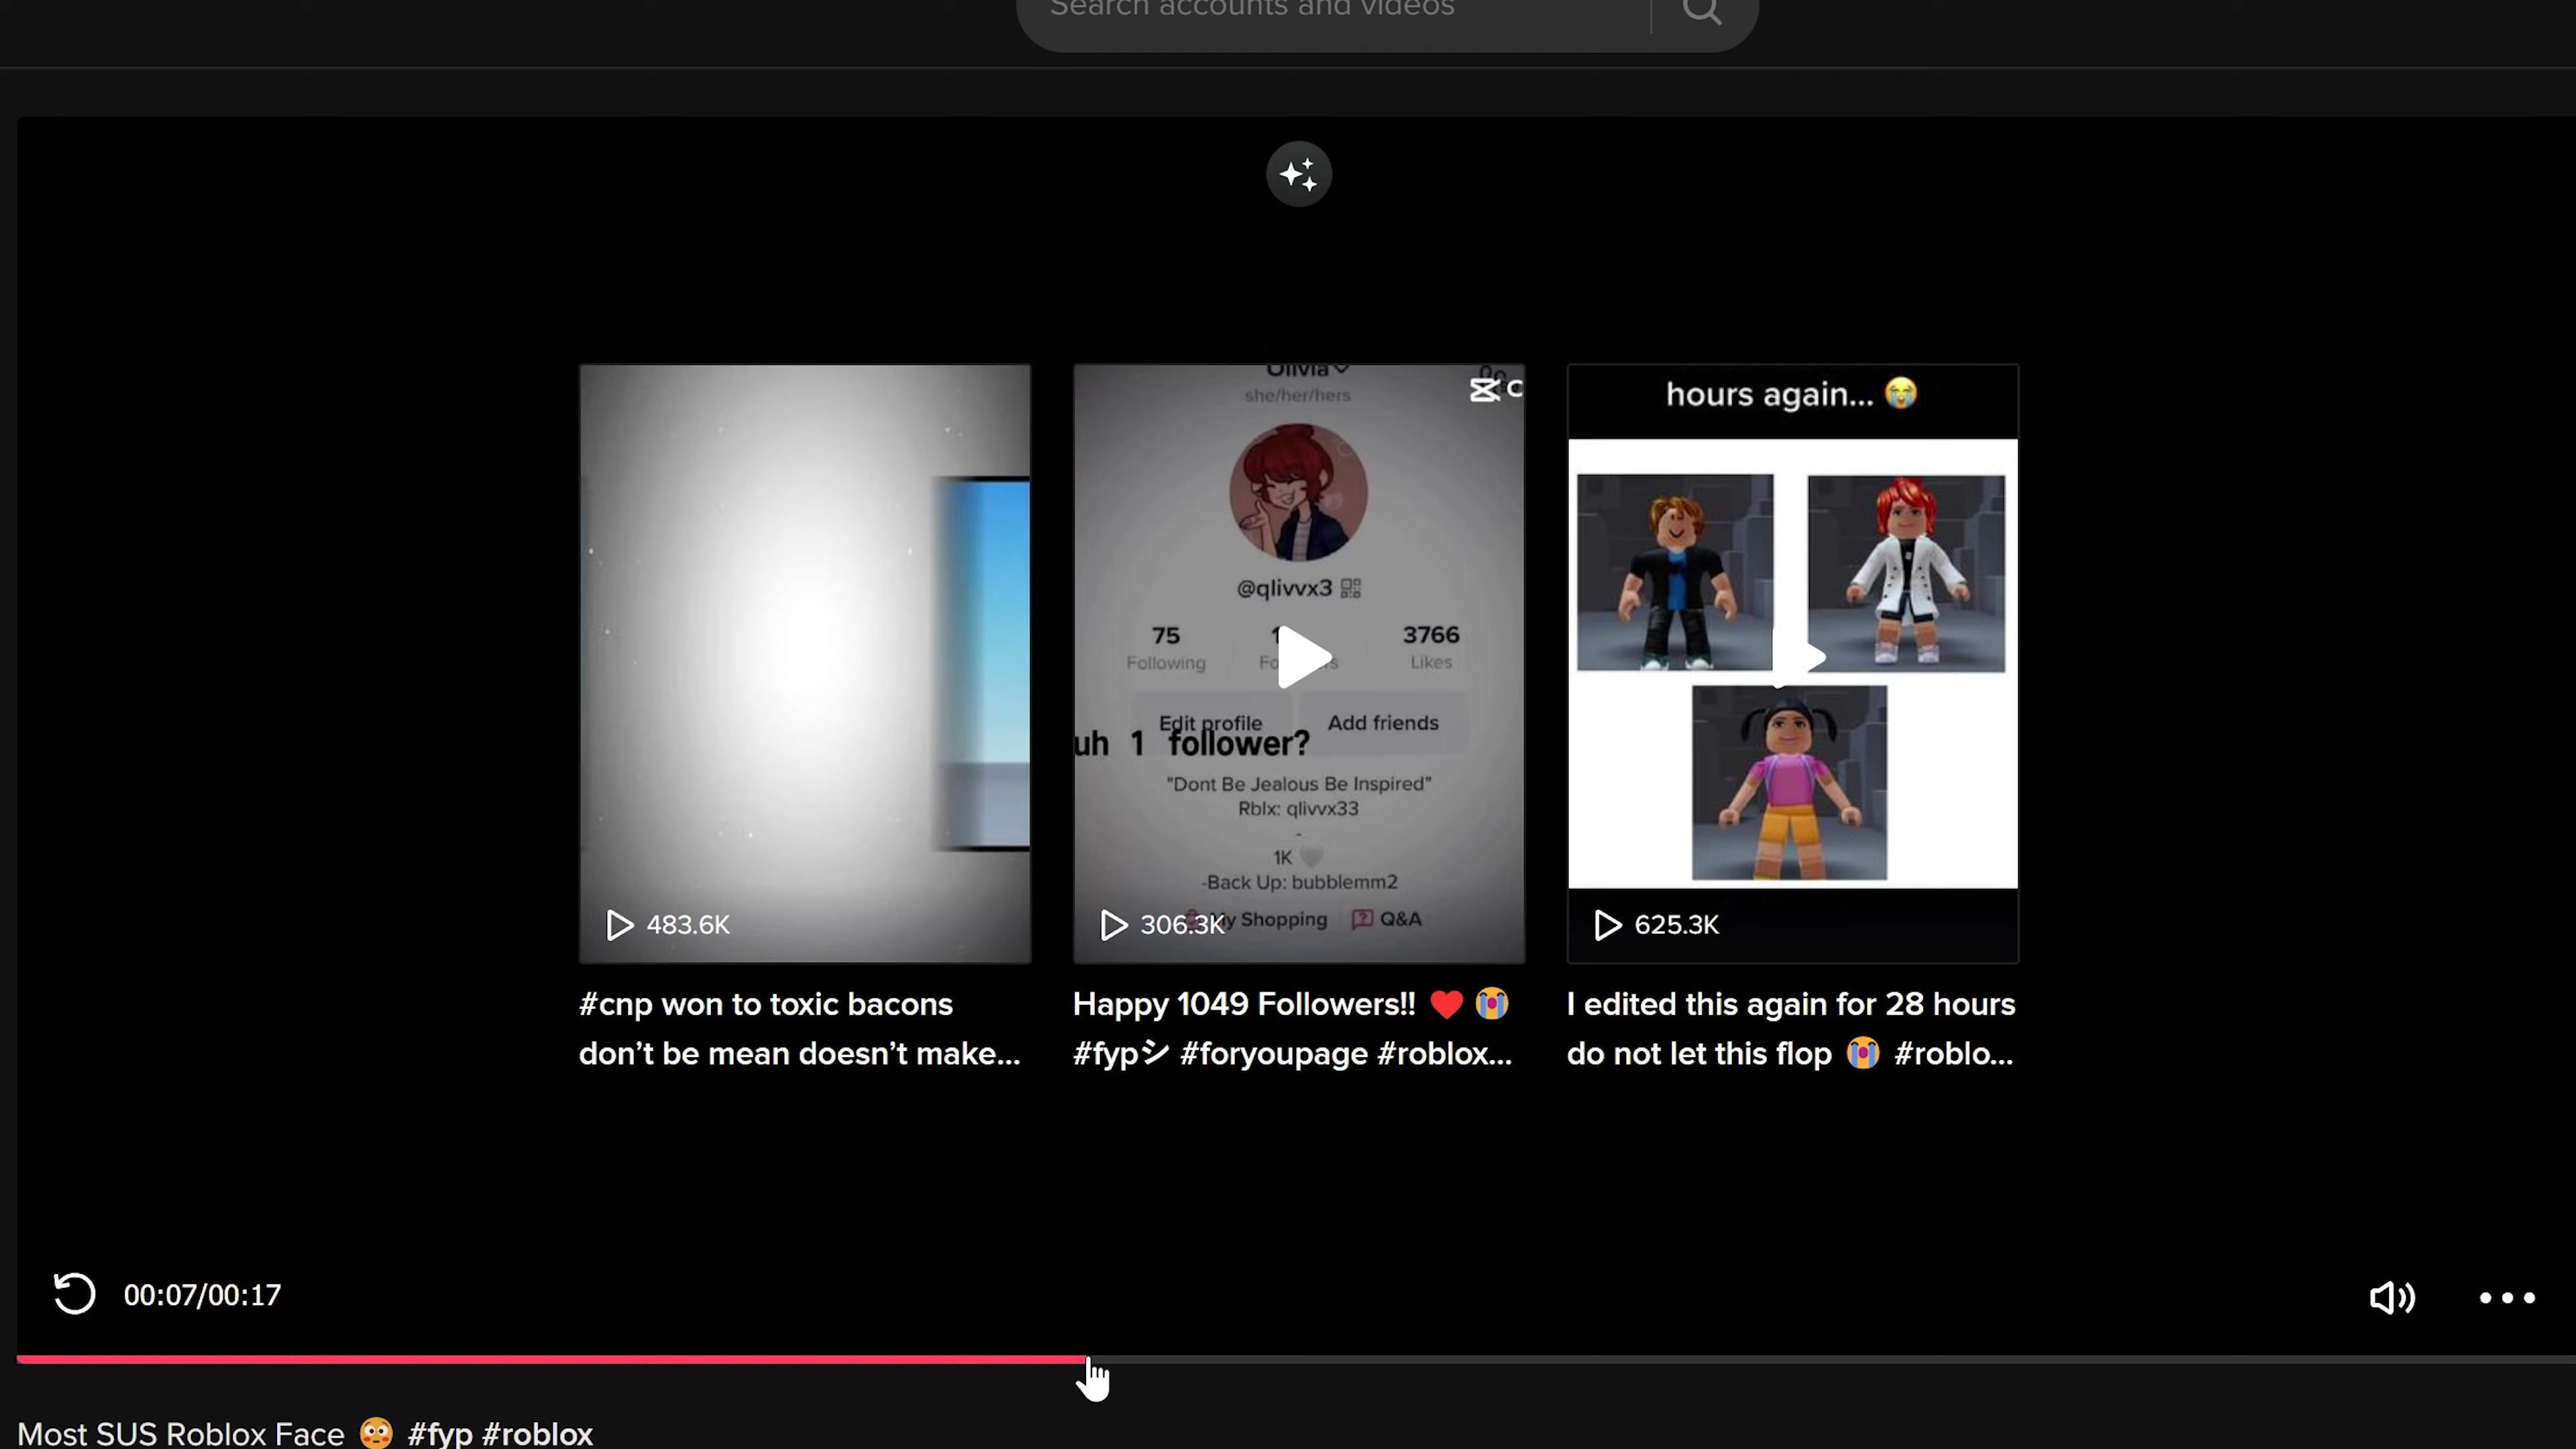 Search accounts and videos
Olivia
she/her/hers
C
hours again... 😭
@qlivvx3
75
3766
Following
Likes
Edit profile
Add friends
uh 1 follower?
"Dont Be Jealous Be Inspired"
Rblx: qlivvx33
-
1K 🤍
-Back Up: bubblemm2
My Shopping
Q&A
483.6K
306.3K
625.3K
#cnp won to toxic bacons
don’t be mean doesn’t make...
Happy 1049 Followers!! ❤️ 😭
#fypシ #foryoupage #roblox...
I edited this again for 28 hours
do not let this flop 😭 #roblo...
00:07/00:17
Most SUS Roblox Face 😳 #fyp #roblox